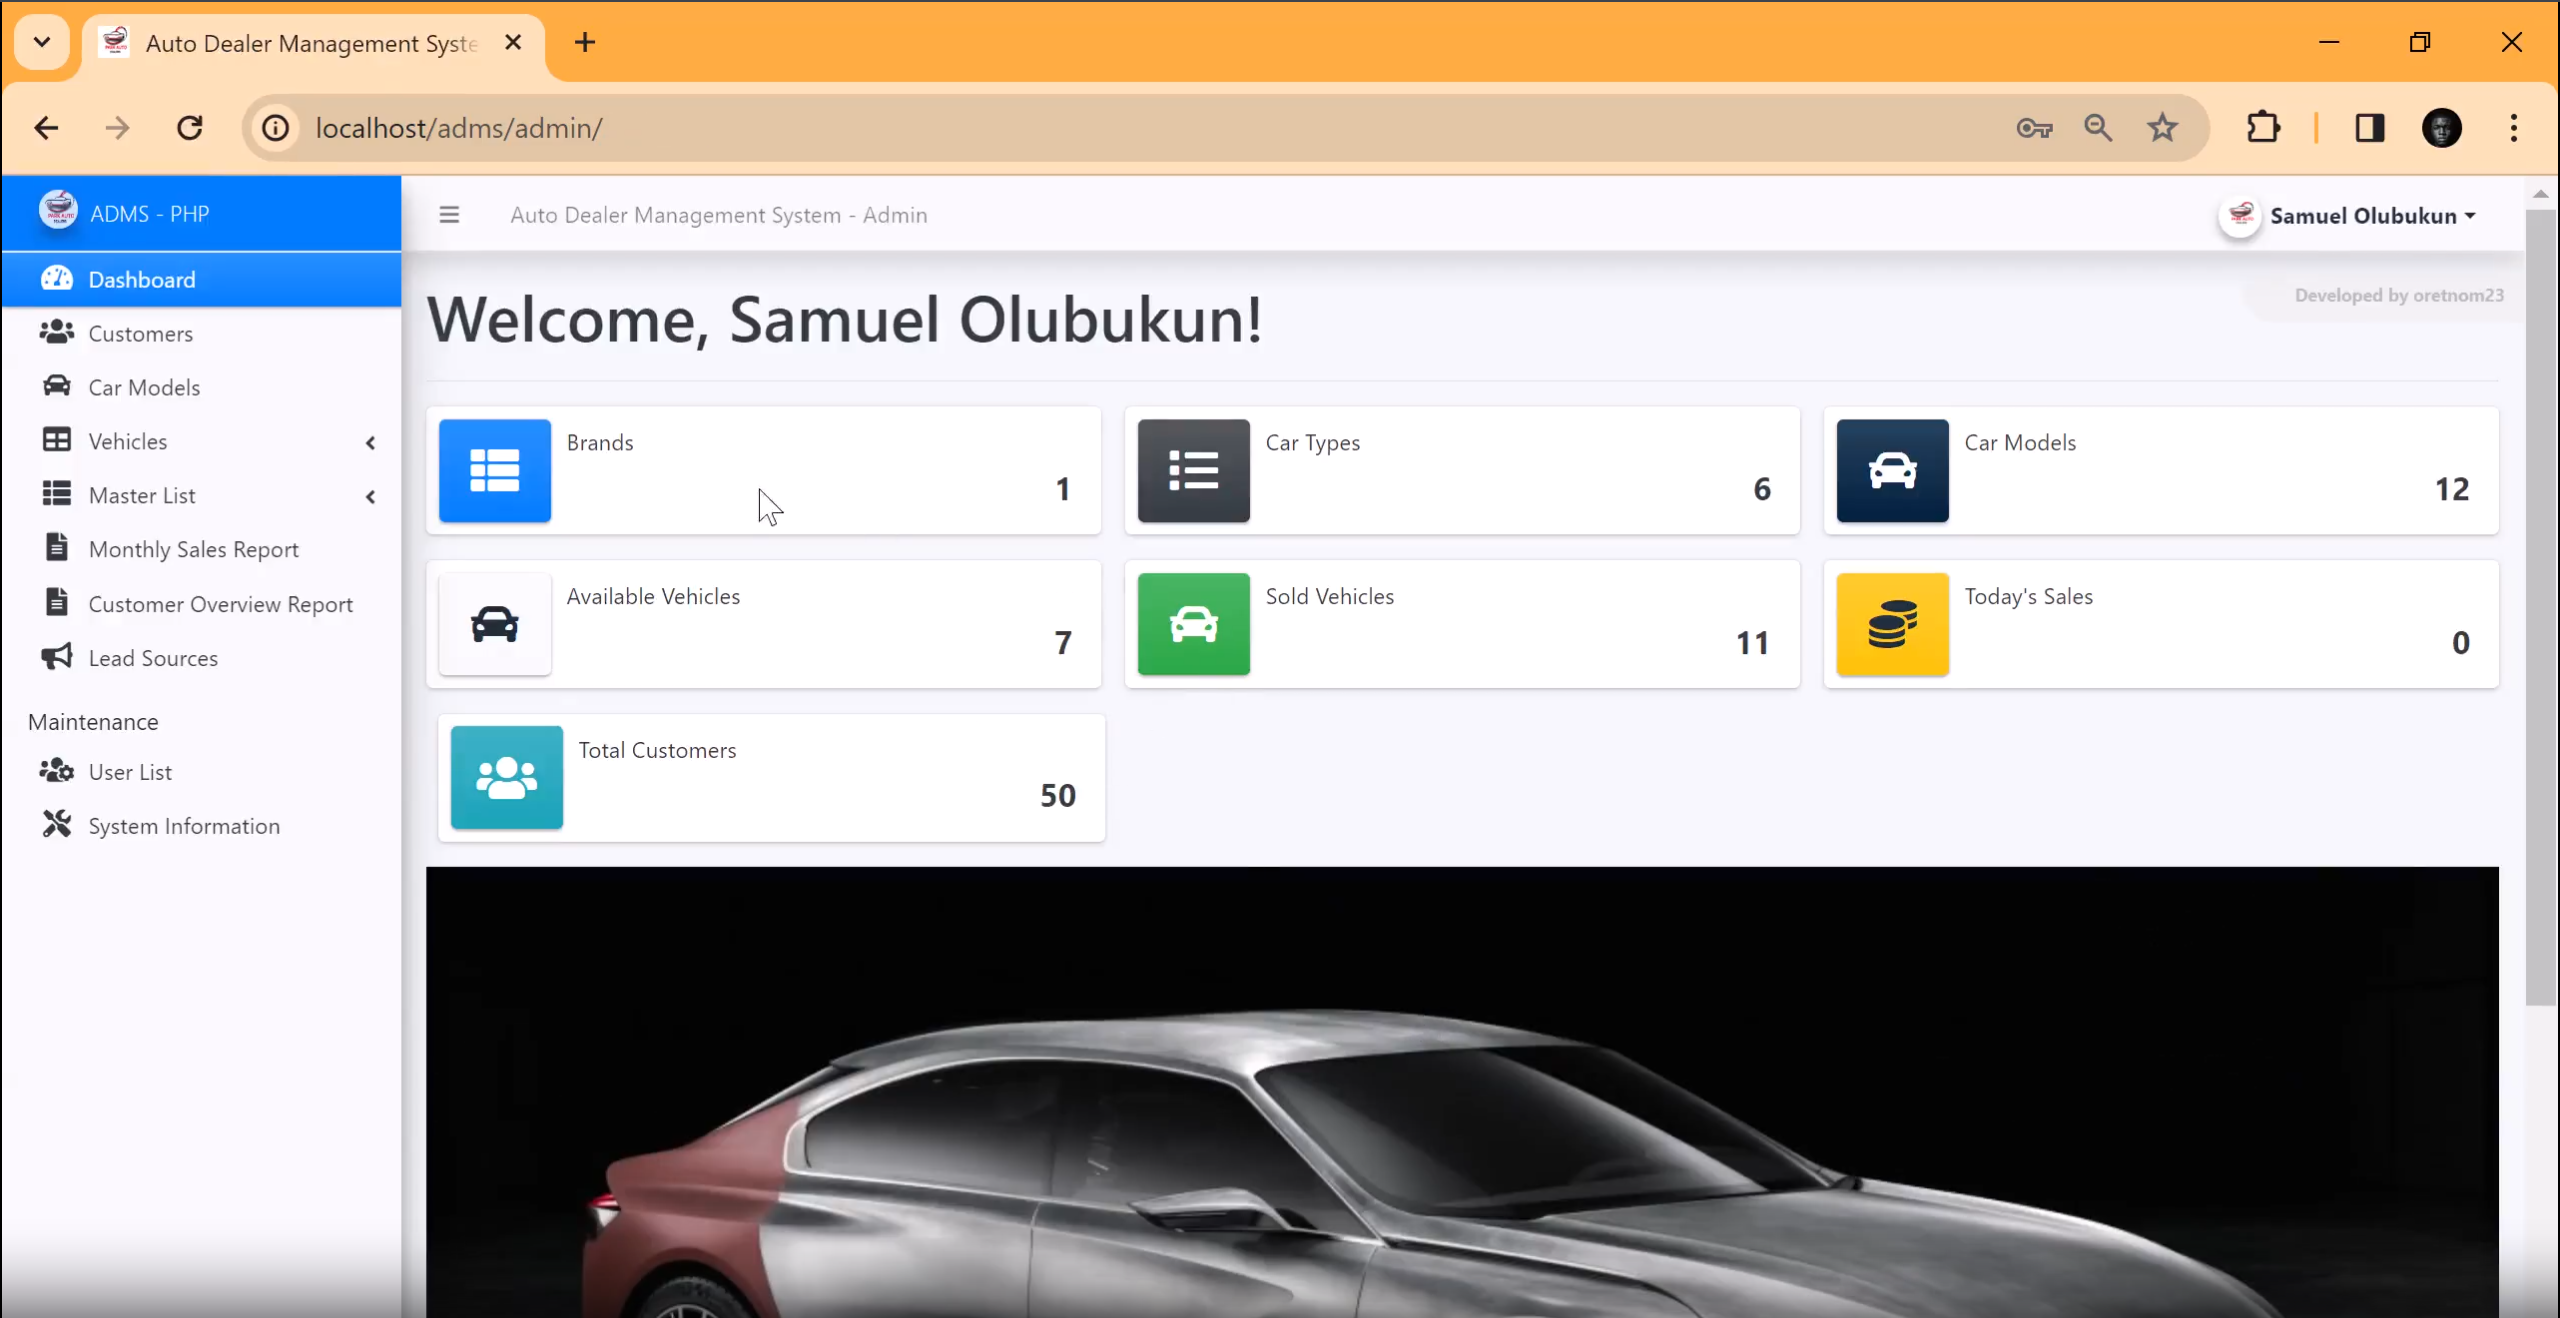 Auto Dealer Management Syste
localhost/adms/admin/
ADMS - PHP
Auto Dealer Management System - Admin
Samuel Olubukun
Dashboard
Customers
Car Models
Vehicles
Master List
Monthly Sales Report
Customer Overview Report
Lead Sources
Maintenance
User List
System Information
Developed by oretnom23
Welcome, Samuel Olubukun!
Brands
1
Car Types
6
Car Models
12
Available Vehicles
7
Sold Vehicles
11
Today's Sales
0
Total Customers
50